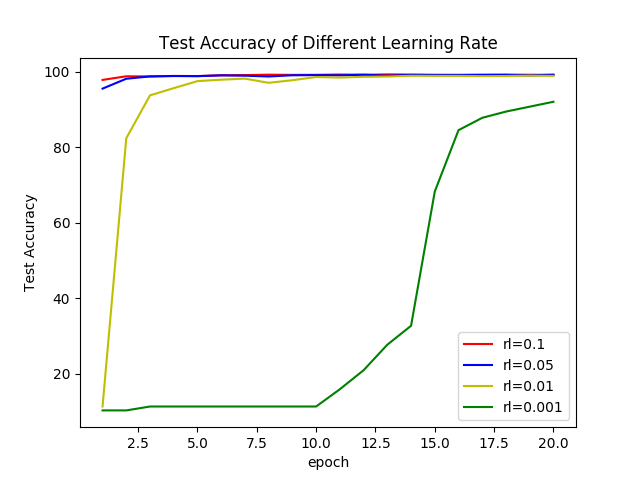 Test Accuracy of Different Learning Rate
100
80
60
40
20
Test Accuracy
2.5 5.0 7.5 10.0 12.5 15.0 17.5 20.0
epoch
rl=0.1
rl=0.05
rl=0.01
rl=0.001